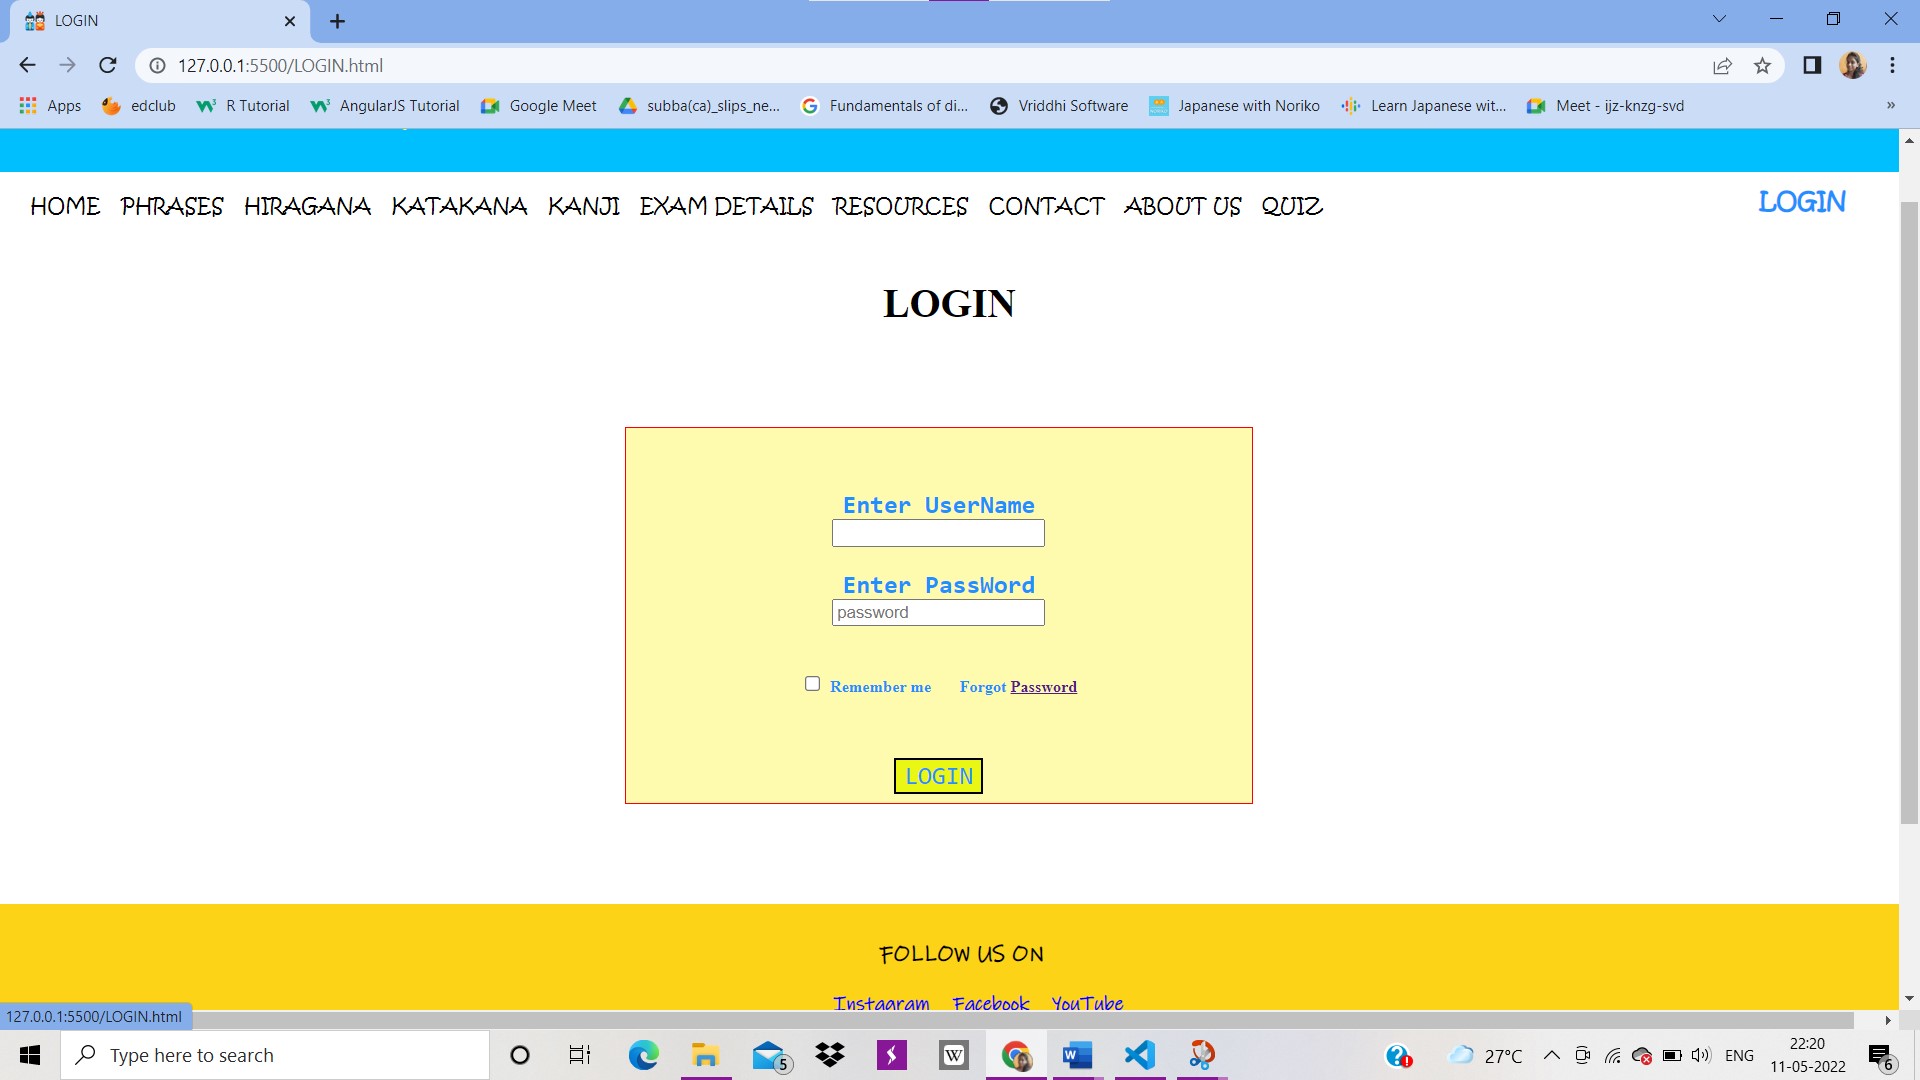 LOGIN
127.0.0.1:5500/LOGIN.html
Apps edclub R Tutorial AngularJS Tutorial Google Meet subba(ca)_slips_ne... Fundamentals of di... Vriddhi Software Japanese with Noriko Learn Japanese wit... Meet - ijz-knzg-svd »
HOME PHRASES HIRAGANA KATAKANA KANJI EXAM DETAILS RESOURCES CONTACT ABOUT US QUIZ LOGIN
LOGIN
Enter UserName
Enter PassWord
password
Remember me Forgot Password
LOGIN
FOLLOW US ON
Instagram Facebook YouTube
127.0.0.1:5500/LOGIN.html
Type here to search
5
W
W
27°C
ENG
22:20
11-05-2022
6